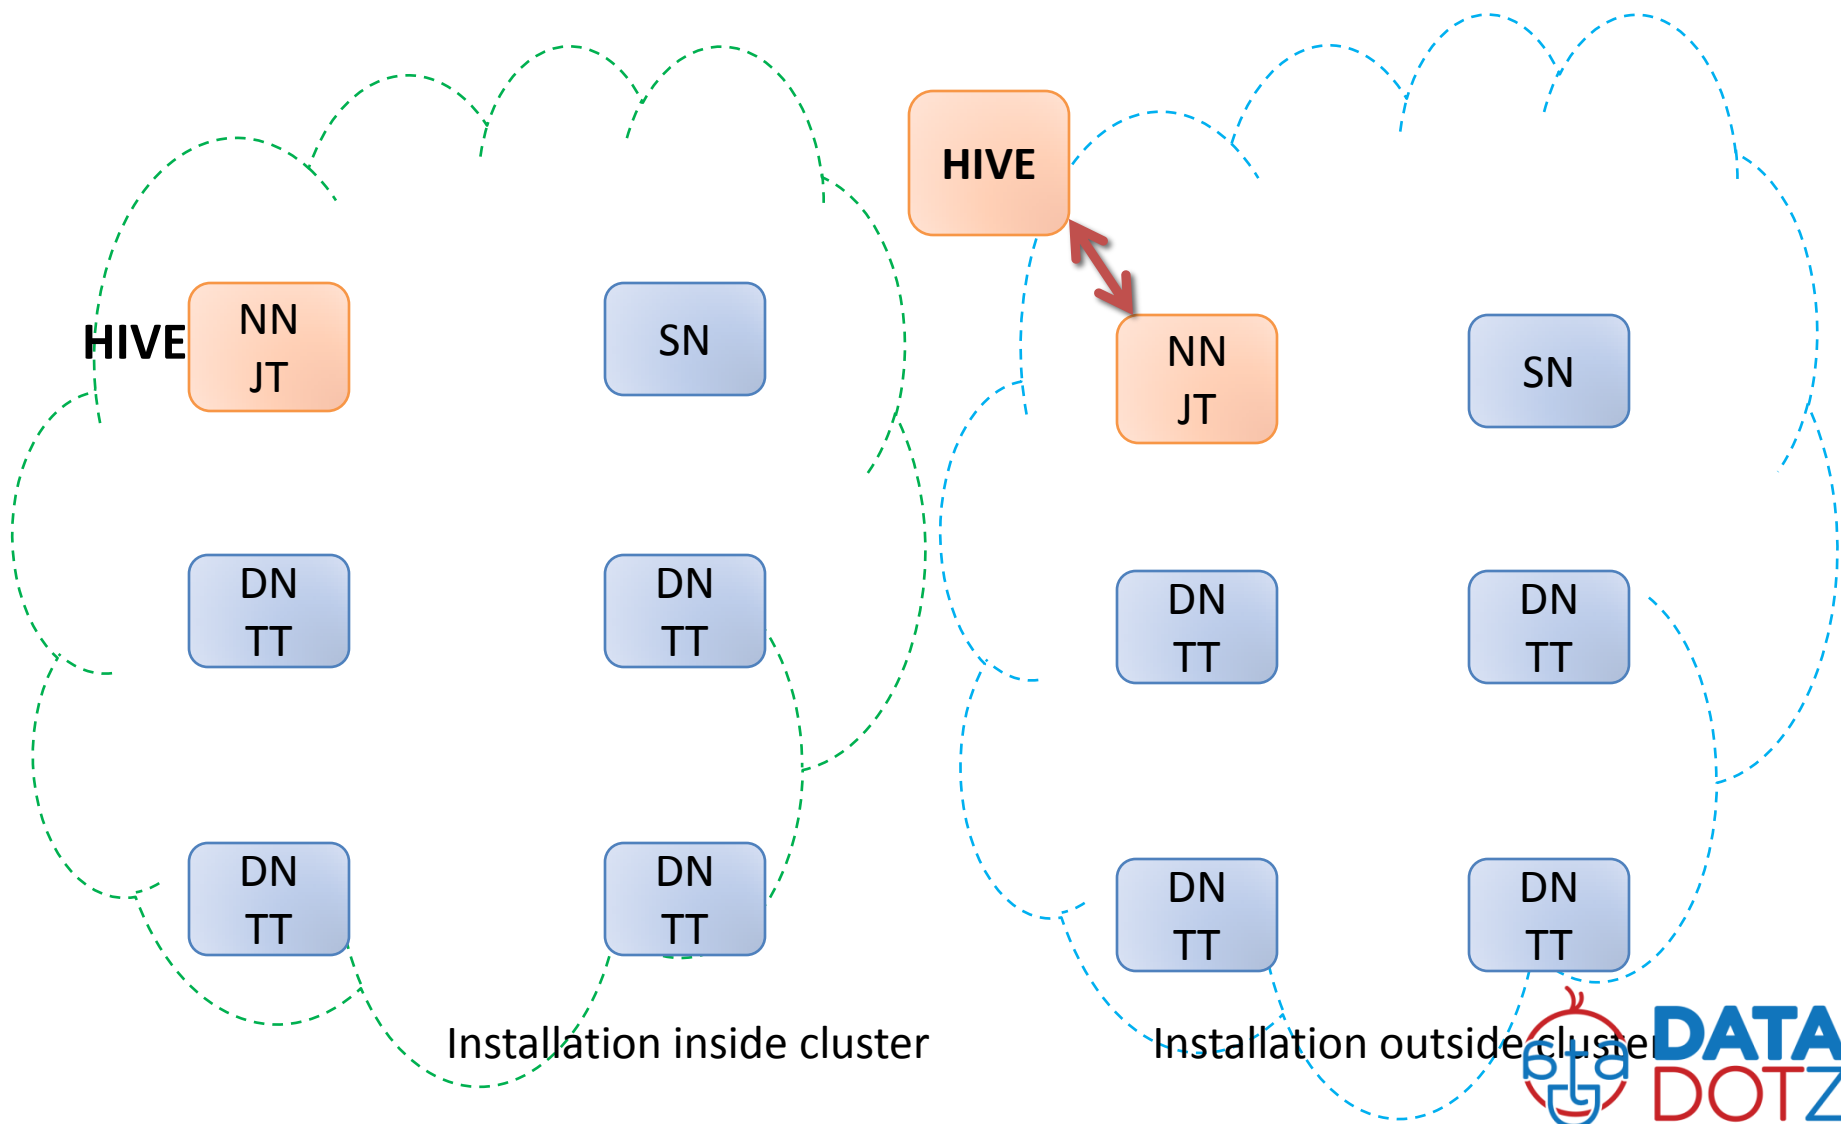 HIVE
NN
JT
SN
DN
TT
DN
TT
DN
TT
DN
TT
Installation inside cluster
HIVE
NN
JT
SN
DN
TT
DN
TT
DN
TT
DN
TT
Installation outside cluster
data
DATA
DOTZ